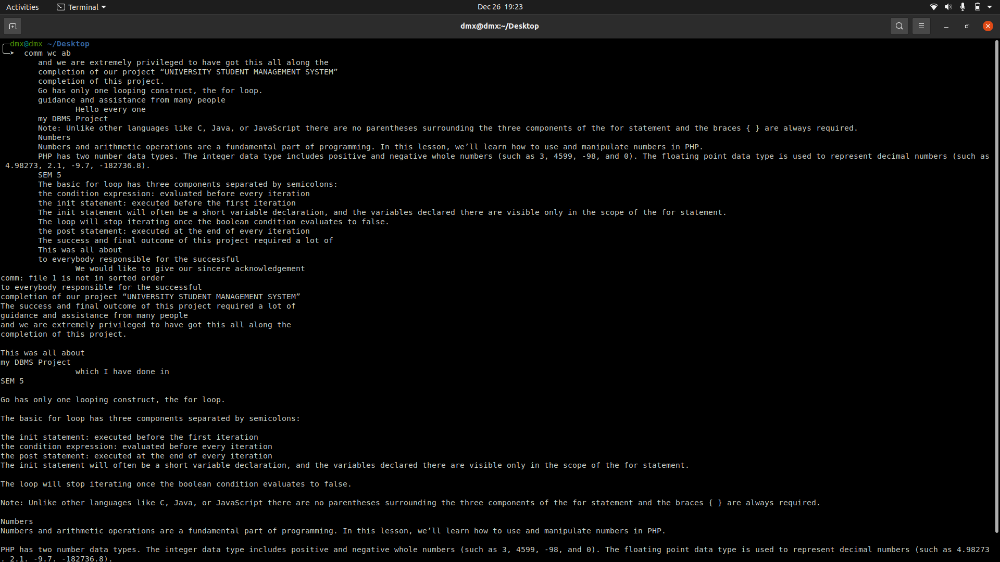 Activities
Terminal
Dec 26 19:23
dmx@dmx:~/Desktop
dmx@dmx ~/Desktop
comm wc ab
and we are extremely privileged to have got this all along the
completion of our project “UNIVERSITY STUDENT MANAGEMENT SYSTEM”
completion of this project.
Go has only one looping construct, the for loop.
guidance and assistance from many people
Hello every one
my DBMS Project
Note: Unlike other languages like C, Java, or JavaScript there are no parentheses surrounding the three components of the for statement and the braces { } are always required.
Numbers
Numbers and arithmetic operations are a fundamental part of programming. In this lesson, we’ll learn how to use and manipulate numbers in PHP.
PHP has two number data types. The integer data type includes positive and negative whole numbers (such as 3, 4599, -98, and 0). The floating point data type is used to represent decimal numbers (such as
4.98273, 2.1, -9.7, -182736.8).
SEM 5
The basic for loop has three components separated by semicolons:
the condition expression: evaluated before every iteration
the init statement: executed before the first iteration
The init statement will often be a short variable declaration, and the variables declared there are visible only in the scope of the for statement.
The loop will stop iterating once the boolean condition evaluates to false.
the post statement: executed at the end of every iteration
The success and final outcome of this project required a lot of
This was all about
to everybody responsible for the successful
We would like to give our sincere acknowledgement
comm: file 1 is not in sorted order
to everybody responsible for the successful
completion of our project “UNIVERSITY STUDENT MANAGEMENT SYSTEM”
The success and final outcome of this project required a lot of
guidance and assistance from many people
and we are extremely privileged to have got this all along the
completion of this project.
This was all about
my DBMS Project
which I have done in
SEM 5
Go has only one looping construct, the for loop.
The basic for loop has three components separated by semicolons:
the init statement: executed before the first iteration
the condition expression: evaluated before every iteration
the post statement: executed at the end of every iteration
The init statement will often be a short variable declaration, and the variables declared there are visible only in the scope of the for statement.
The loop will stop iterating once the boolean condition evaluates to false.
Note: Unlike other languages like C, Java, or JavaScript there are no parentheses surrounding the three components of the for statement and the braces { } are always required.
Numbers
Numbers and arithmetic operations are a fundamental part of programming. In this lesson, we’ll learn how to use and manipulate numbers in PHP.
PHP has two number data types. The integer data type includes positive and negative whole numbers (such as 3, 4599, -98, and 0). The floating point data type is used to represent decimal numbers (such as 4.98273
, 2.1, -9.7, -182736.8).